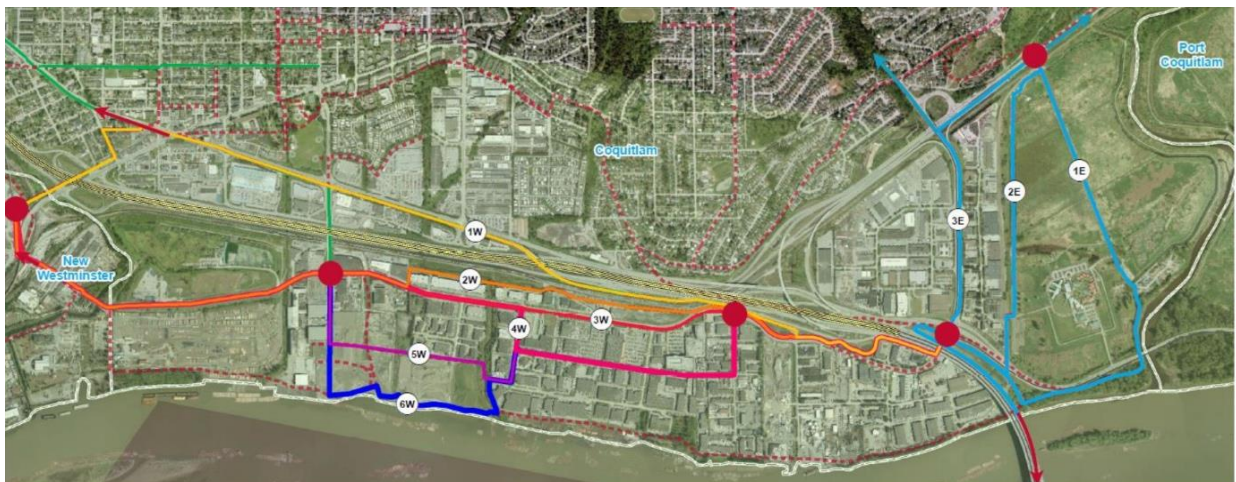 Port
Coquitlam
Coquitlam
1E
2E
3E
1W
New
Westminster
2W
3W
4W
5W
6W